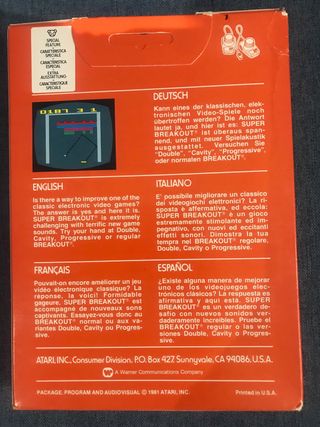 SPECIAL
FEATURE
CARACTÉRISTICA
SPECIALE
CARACTERISTICA
ESPECIAL
EXTRA
AUSSTATTUNG
CARACTÉRISTIQUE
SPECIALE
0187 3 1
DEUTSCH
Kann eines der klassischen, elek-
tronischen Video-Spiele noch
übertroffen werden? Die Antwort
lautet ja, und hier ist es: SUPER
BREAKOUT® ist überaus span-
nend, und mit neuer Spielakustik
ausgestattet. Versuchen Sie
"Double", "Cavity", "Progressive",
oder normalen BREAKOUT®.
ENGLISH
Is there a way to improve one of the
classic electronic video games?
The answer is yes and here it is.
SUPER BREAKOUT® is extremely
challenging with terrific new game
sounds. Try your hand at Double,
Cavity, Progressive or regular
BREAKOUT®.
ITALIANO
E' possibile migliorare un classico
dei videogiochi elettronici? La ri-
sposta è affermativa, ed eccola:
SUPER BREAKOUT® è un gioco
estremamente stimolante ed im-
pegnativo, con nuovi ed eccitanti
effetti sonori. Dimostra la tua
tempra nel BREAKOUT® regolare,
Double, Cavity o Progressive.
FRANÇAIS
Pouvait-on encore améliorer un jeu
vidéo électronique classique? La
réponse, la voici! Formidable
gageure, SUPER BREAKOUT® est
accompagné de nouveaux sons
captivants. Essayez-vous donc au
BREAKOUT® normal ou aux va-
riantes Double, Cavity ou Progres-
sive.
ESPAÑOL
¿Existe alguna manera de mejorar
uno de los videojuegos elec-
trónicos clásicos? La respuesta es
afirmativa y aquí está. SUPER
BREAKOUT® es un verdadero de-
safío con nuevos sonidos ver-
daderamente increíbles. Pruebe el
BREAKOUT® regular o las ver-
siones Double, Cavity o Progres-
sive.
ATARI, INC., Consumer Division, P.O. Box 427, Sunnyvale, CA 94086, U.S.A.
A Warner Communications Company
PACKAGE, PROGRAM AND AUDIOVISUAL © 1981 ATARI, INC.
Printed in U.S.A.